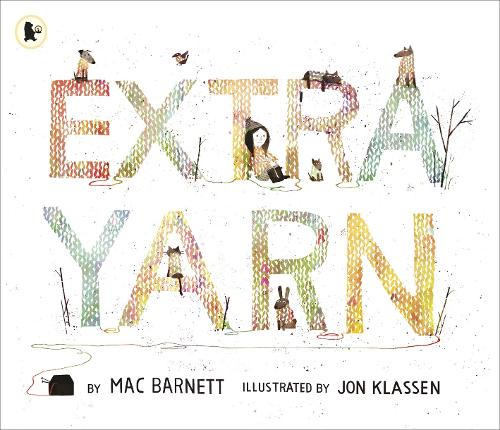 EXTRA
YARN
BY MAC BARNETT ILLUSTRATED BY JON KLASSEN